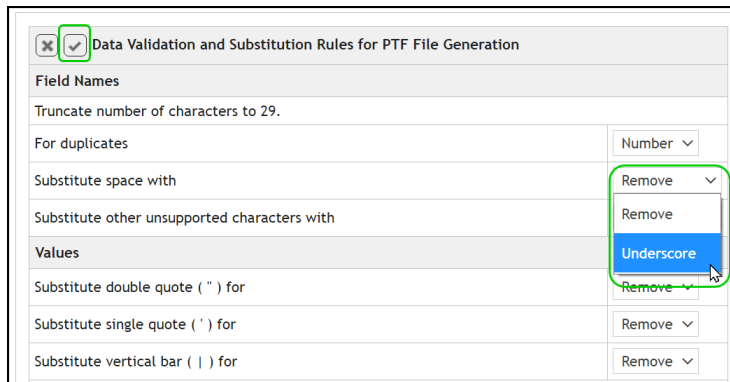 Data Validation and Substitution Rules for PTF File Generation
Field Names
Truncate number of characters to 29.
For duplicates Number
Substitute space with Remove
Remove
Substitute other unsupported characters with
Values Underscore
Substitute double quote ( " ) for Remove
Substitute single quote ( ' ) for Remove
Substitute vertical bar ( | ) for Remove